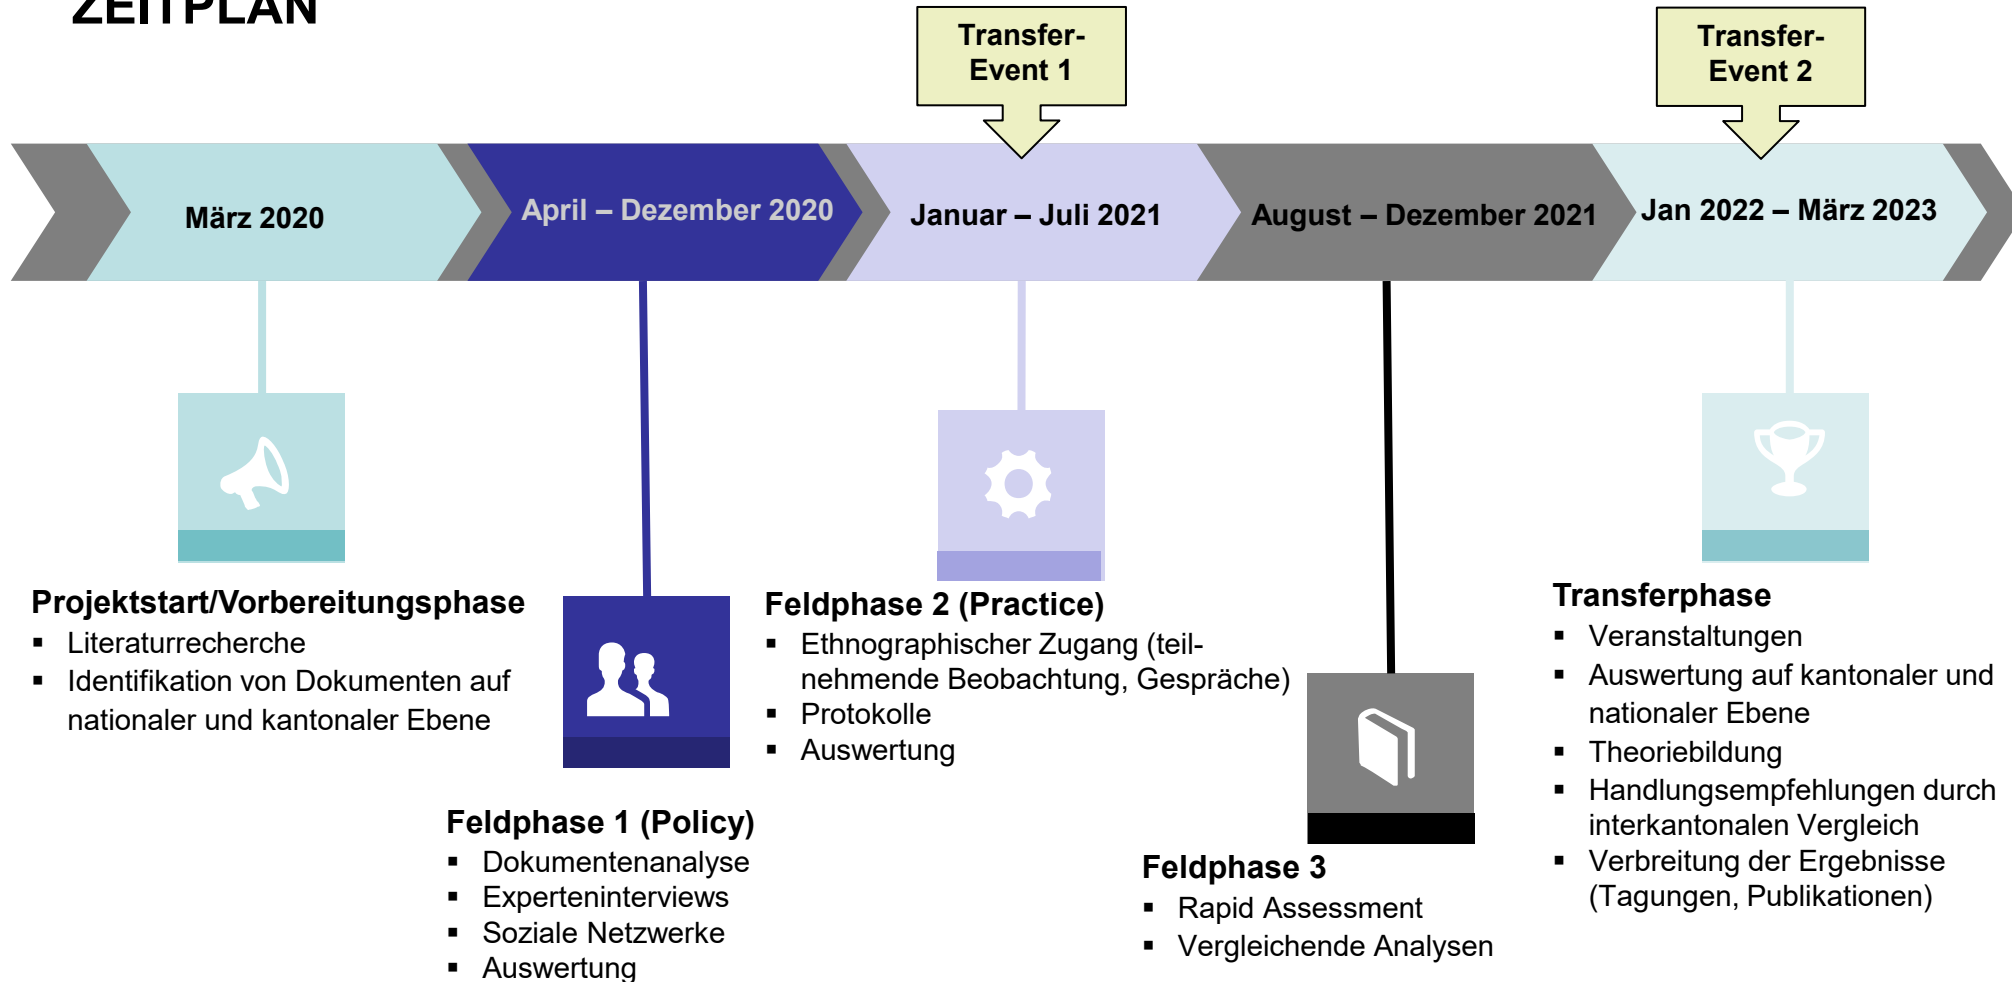 ZEITPLAN
Transfer-
Event 1
Transfer-
Event 2
März 2020
April – Dezember 2020
Januar – Juli 2021
August – Dezember 2021
Jan 2022 – März 2023
Projektstart/Vorbereitungsphase
▪ Literaturrecherche
▪ Identifikation von Dokumenten auf
nationaler und kantonaler Ebene
Feldphase 1 (Policy)
▪ Dokumentenanalyse
▪ Experteninterviews
▪ Soziale Netzwerke
▪ Auswertung
Feldphase 2 (Practice)
▪ Ethnographischer Zugang (teil-
nehmende Beobachtung, Gespräche)
▪ Protokolle
▪ Auswertung
Feldphase 3
▪ Rapid Assessment
▪ Vergleichende Analysen
Transferphase
▪ Veranstaltungen
▪ Auswertung auf kantonaler und
nationaler Ebene
▪ Theoriebildung
▪ Handlungsempfehlungen durch
interkantonalen Vergleich
▪ Verbreitung der Ergebnisse
(Tagungen, Publikationen)